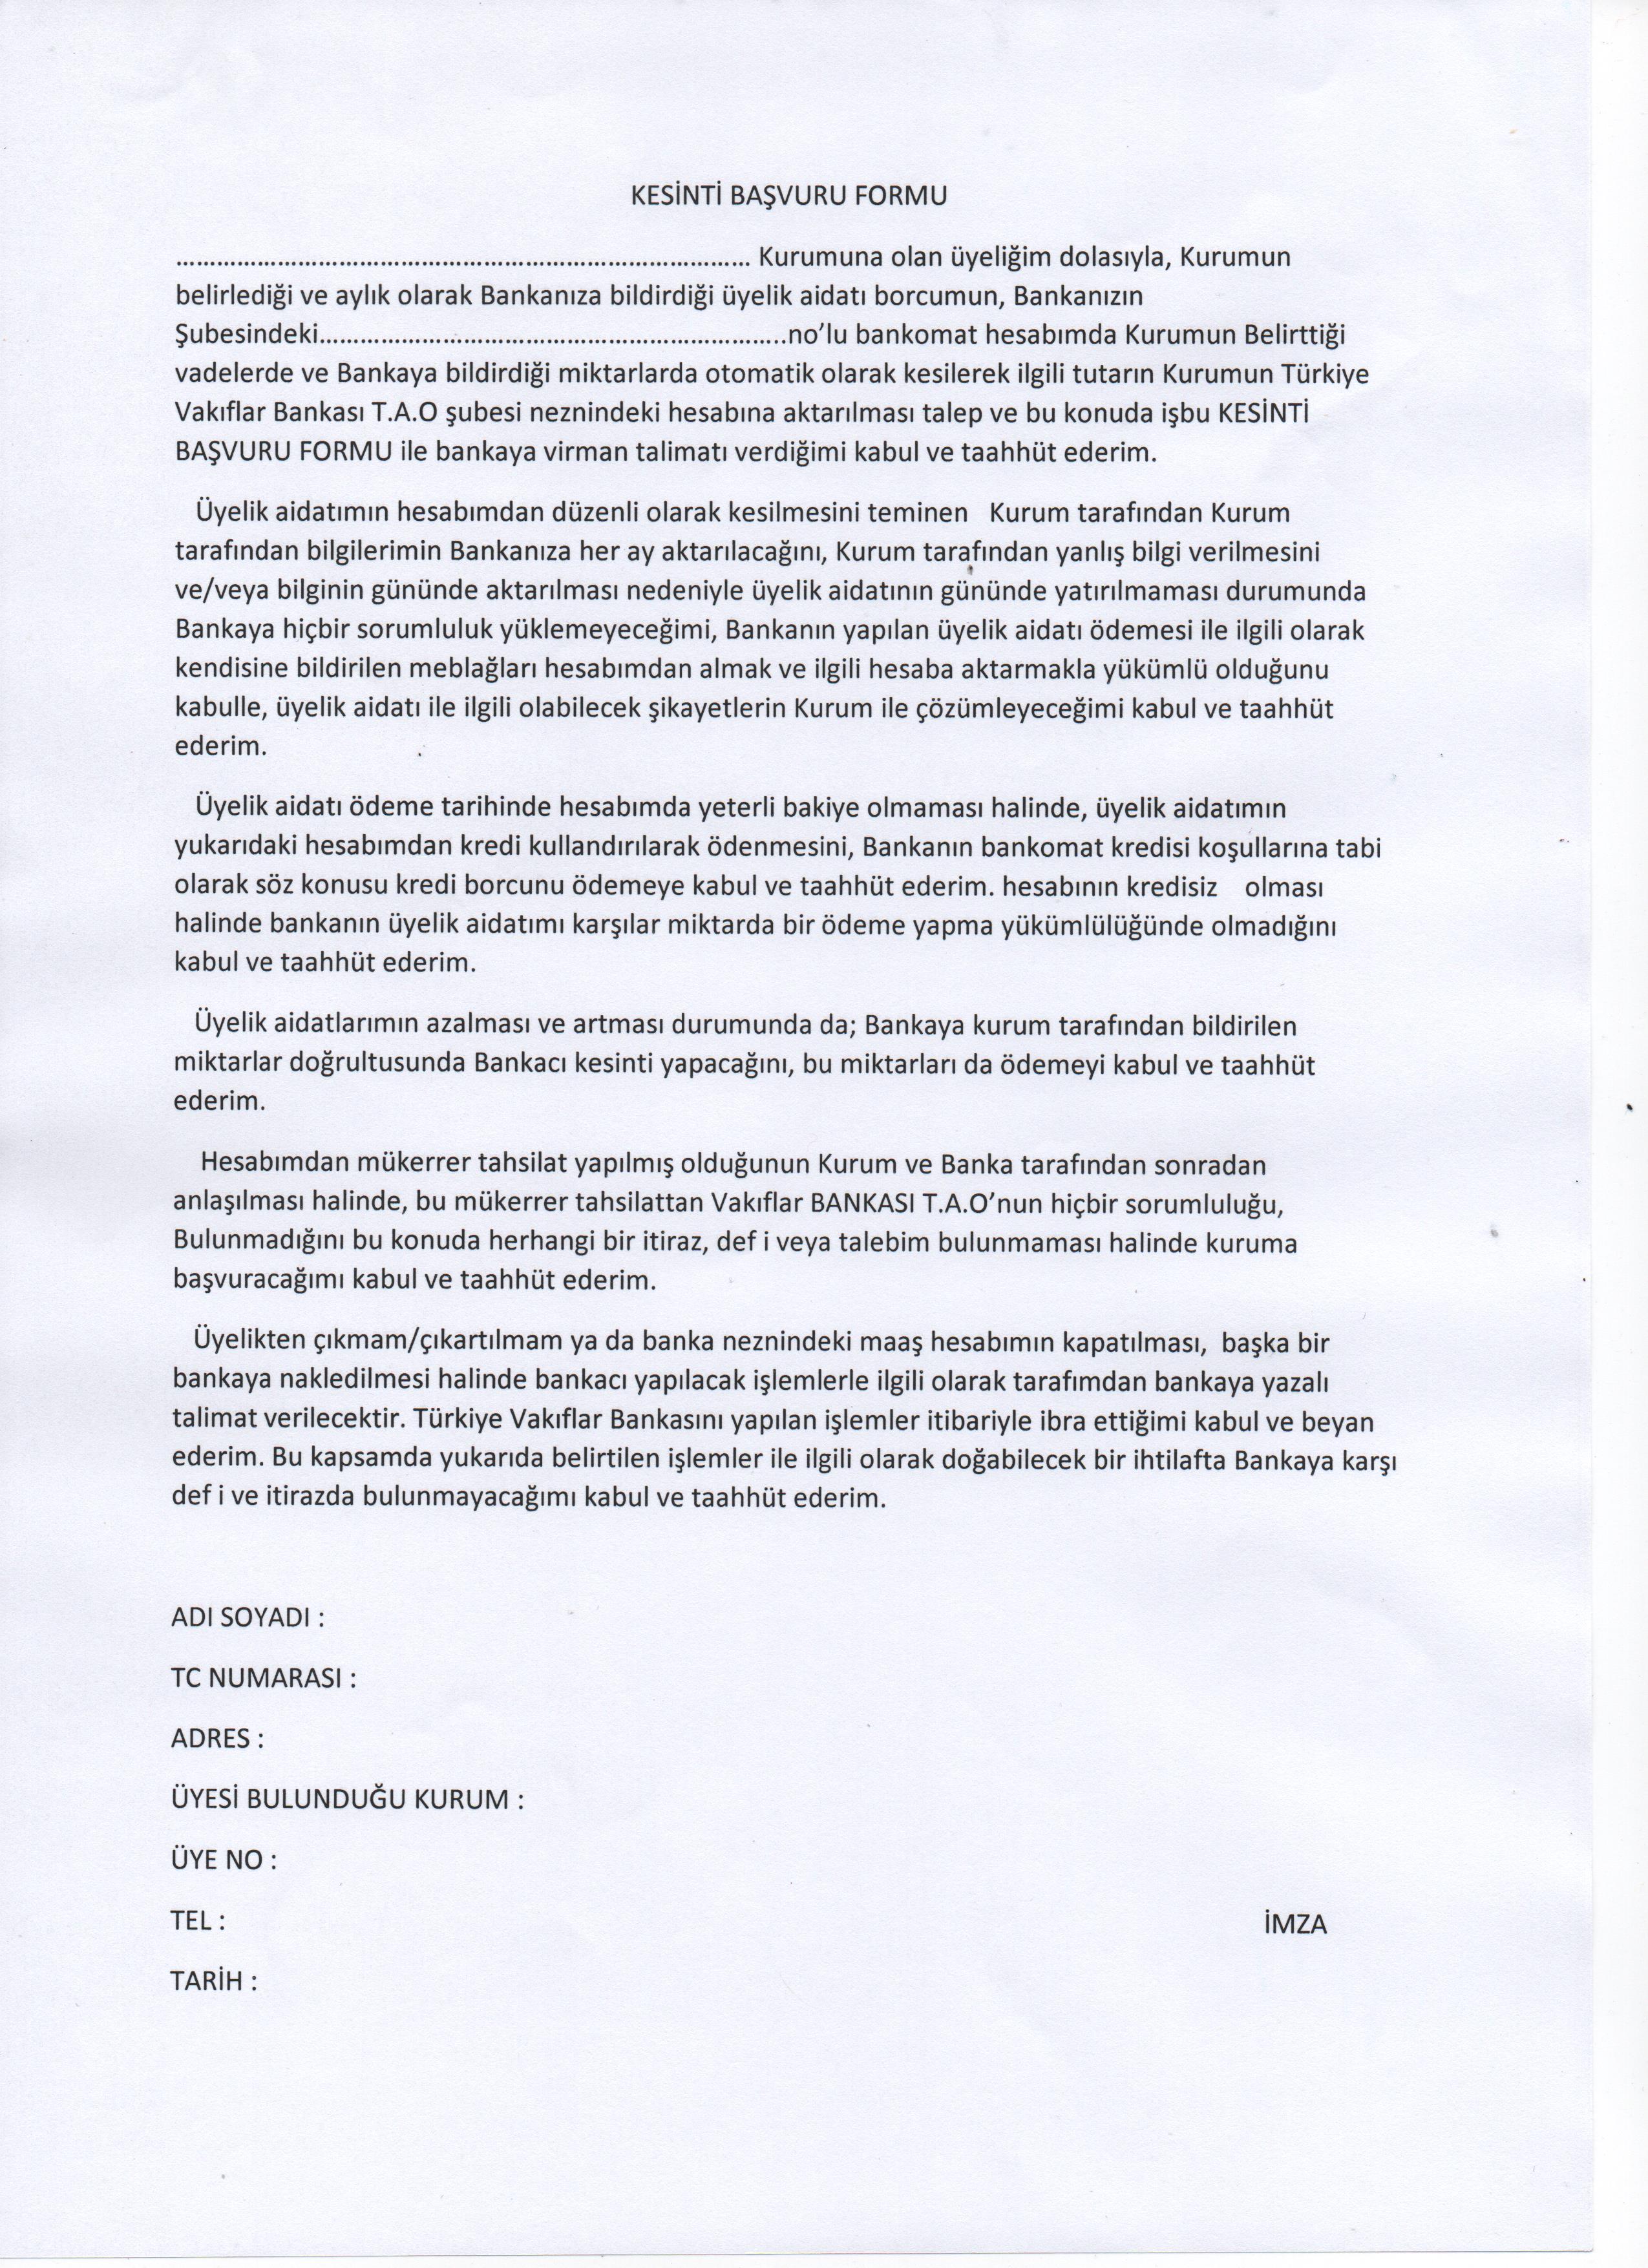 KESİNTİ BAŞVURU FORMU
…………………………………………………………………………. Kurumuna olan üyeliğim dolasıyla, Kurumun
belirlediği ve aylık olarak Bankanıza bildirdiği üyelik aidatı borcumun, Bankanızın
Şubesindeki……………………………………………………………..no’lu bankomat hesabımda Kurumun Belirttiği
vadelerde ve Bankaya bildirdiği miktarlarda otomatik olarak kesilerek ilgili tutarın Kurumun Türkiye
Vakıflar Bankası T.A.O şubesi neznindeki hesabına aktarılması talep ve bu konuda işbu KESİNTİ
BAŞVURU FORMU ile bankaya virman talimatı verdiğimi kabul ve taahhüt ederim.
Üyelik aidatımın hesabımdan düzenli olarak kesilmesini teminen Kurum tarafından Kurum
tarafından bilgilerimin Bankanıza her ay aktarılacağını, Kurum tarafından yanlış bilgi verilmesini
ve/veya bilginin gününde aktarılması nedeniyle üyelik aidatının gününde yatırılmaması durumunda
Bankaya hiçbir sorumluluk yüklemeyeceğimi, Bankanın yapılan üyelik aidatı ödemesi ile ilgili olarak
kendisine bildirilen meblağları hesabımdan almak ve ilgili hesaba aktarmakla yükümlü olduğunu
kabulle, üyelik aidatı ile ilgili olabilecek şikayetlerin Kurum ile çözümleyeceğimi kabul ve taahhüt
ederim.
Üyelik aidatı ödeme tarihinde hesabımda yeterli bakiye olmaması halinde, üyelik aidatımın
yukarıdaki hesabımdan kredi kullandırılarak ödenmesini, Bankanın bankomat kredisi koşullarına tabi
olarak söz konusu kredi borcunu ödemeye kabul ve taahhüt ederim. hesabının kredisiz olması
halinde bankanın üyelik aidatımı karşılar miktarda bir ödeme yapma yükümlülüğünde olmadığını
kabul ve taahhüt ederim.
Üyelik aidatlarımın azalması ve artması durumunda da; Bankaya kurum tarafından bildirilen
miktarlar doğrultusunda Bankacı kesinti yapacağını, bu miktarları da ödemeyi kabul ve taahhüt
ederim.
Hesabımdan mükerrer tahsilat yapılmış olduğunun Kurum ve Banka tarafından sonradan
anlaşılması halinde, bu mükerrer tahsilattan Vakıflar BANKASI T.A.O’nun hiçbir sorumluluğu,
Bulunmadığını bu konuda herhangi bir itiraz, def i veya talebim bulunmaması halinde kuruma
başvuracağımı kabul ve taahhüt ederim.
Üyelikten çıkmam/çıkartılmam ya da banka neznindeki maaş hesabımın kapatılması, başka bir
bankaya nakledilmesi halinde bankacı yapılacak işlemlerle ilgili olarak tarafımdan bankaya yazalı
talimat verilecektir. Türkiye Vakıflar Bankasını yapılan işlemler itibariyle ibra ettiğimi kabul ve beyan
ederim. Bu kapsamda yukarıda belirtilen işlemler ile ilgili olarak doğabilecek bir ihtilafta Bankaya karşı
def i ve itirazda bulunmayacağımı kabul ve taahhüt ederim.
ADI SOYADI :
TC NUMARASI :
ADRES :
ÜYESİ BULUNDUĞU KURUM :
ÜYE NO :
TEL : İMZA
TARİH :